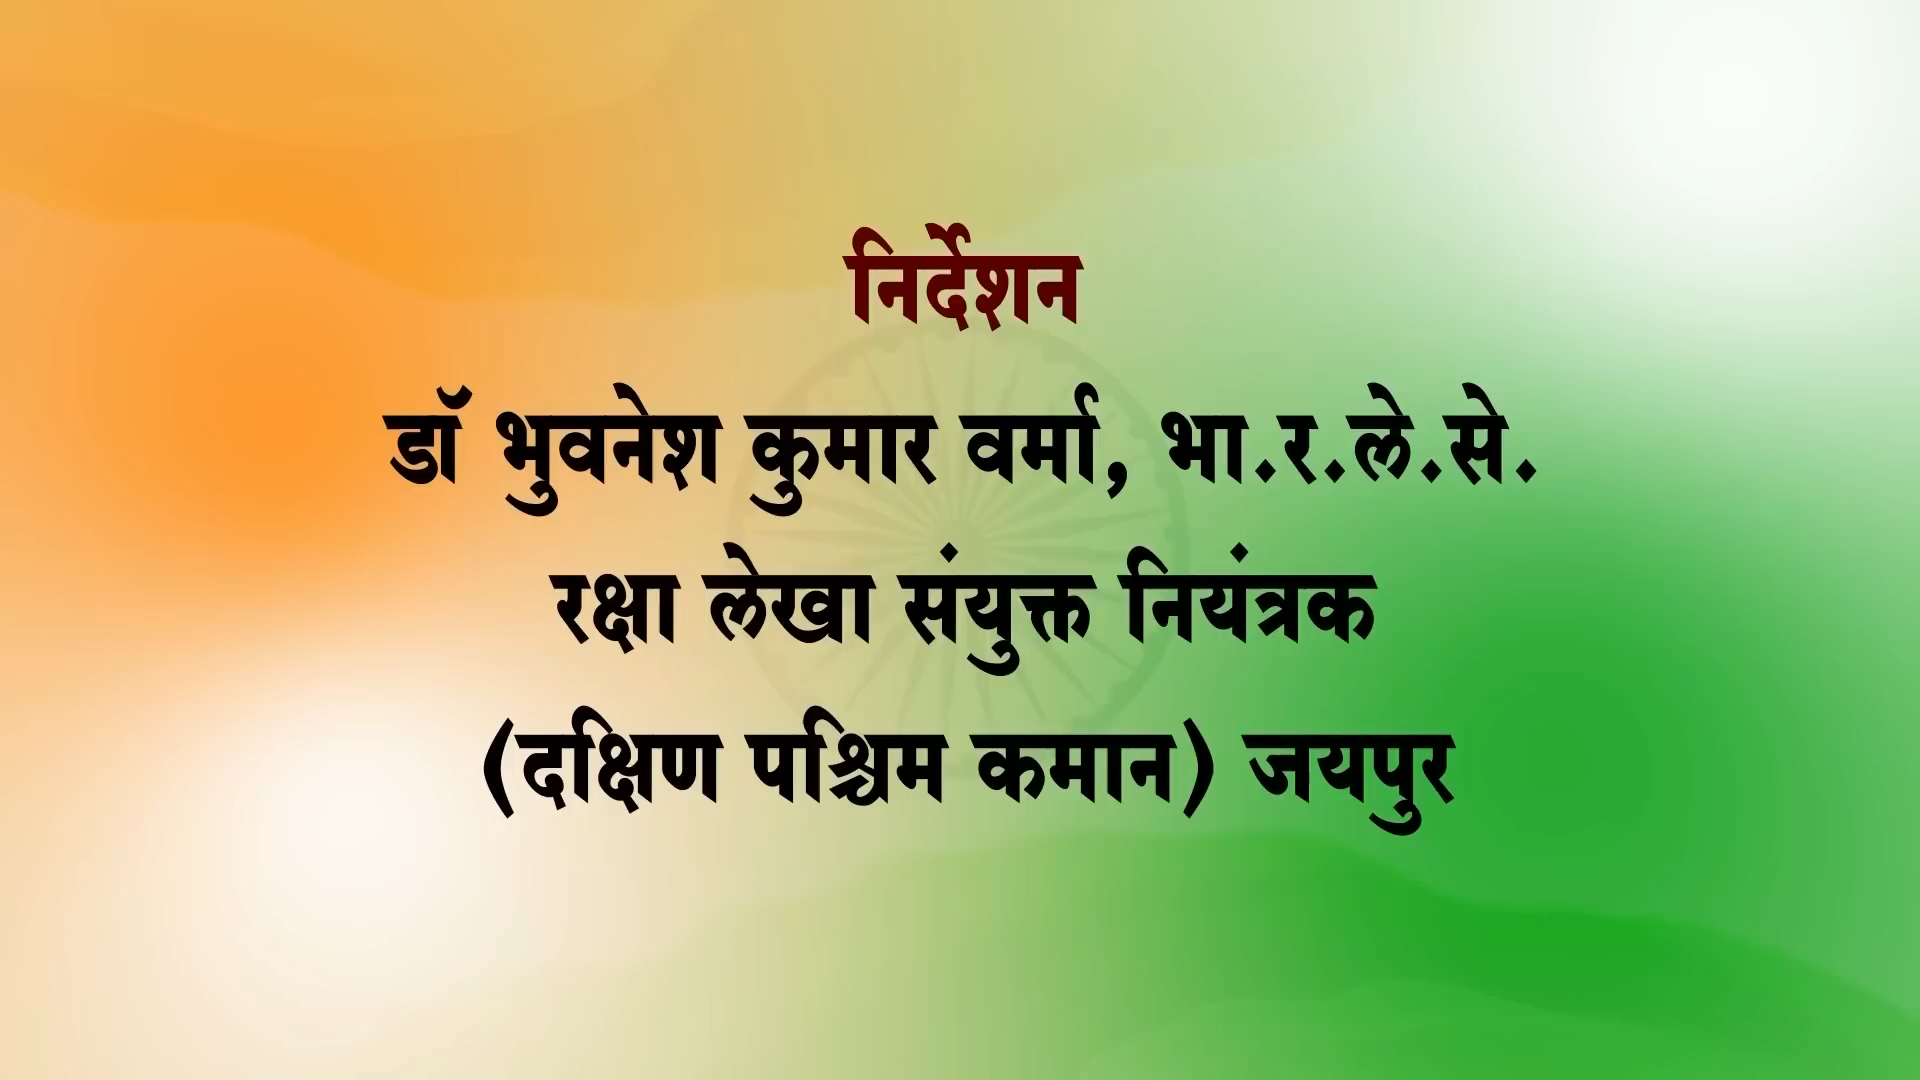 निर्देशन
डॉ भुवनेश कुमार वर्मा, भा.र.ले.से.
रक्षा लेखा संयुक्त नियंत्रक
(दक्षिण पश्चिम कमान) जयपुर